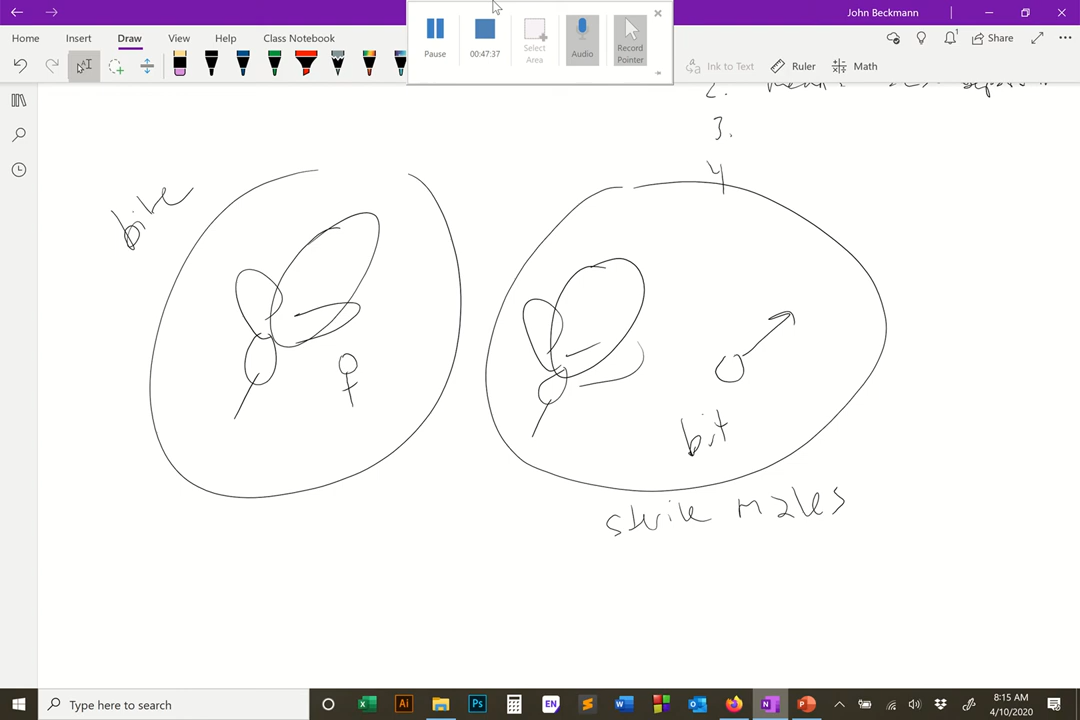 John Beckmann
Home Insert Draw View Help Class Notebook
Share
Pause 00:47:37 Select Area Audio Record Pointer
Ink to Text Ruler Math
2.
3.
4
bite
bit
sterile males
Type here to search
8:15 AM
4/10/2020